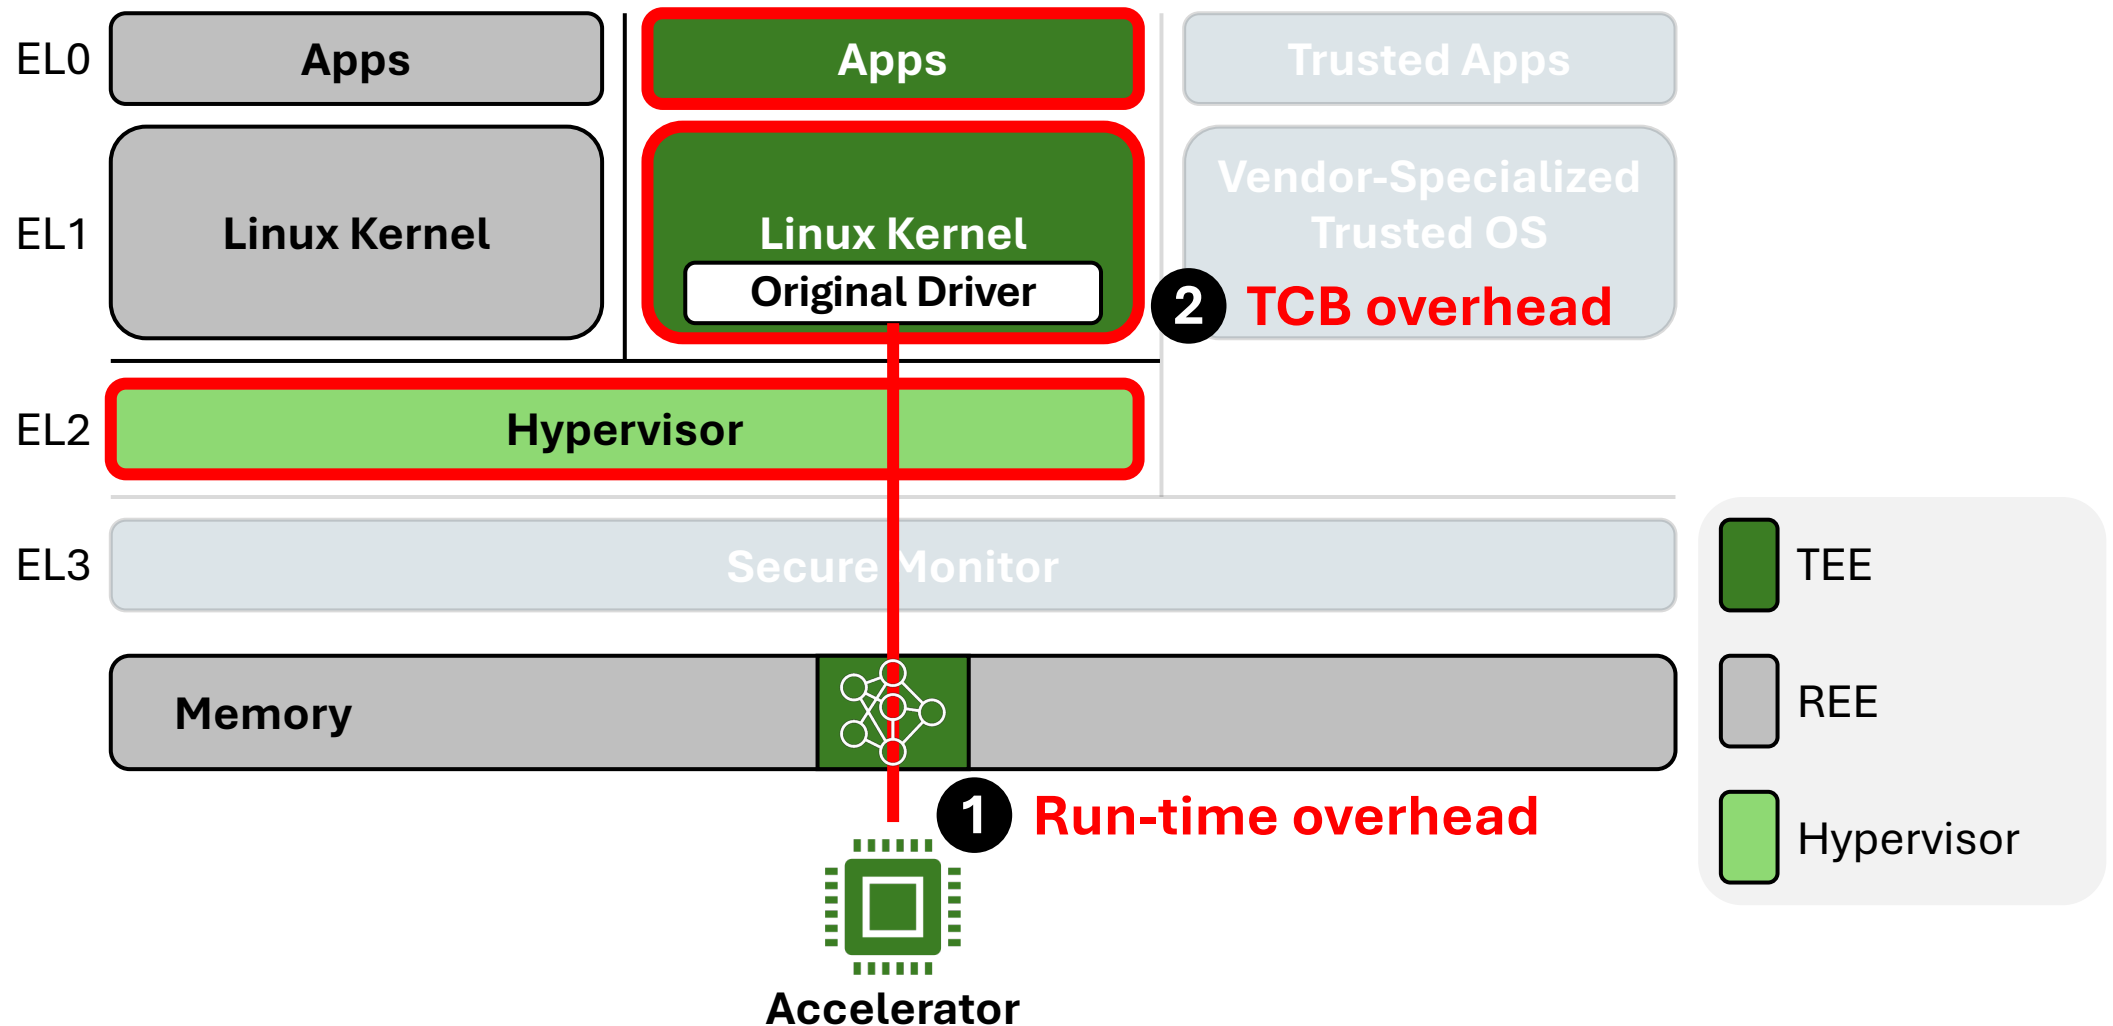 EL0
Apps
Apps
Trusted Apps
EL1
Linux Kernel
Linux Kernel
Original Driver
Vendor-Specialized
Trusted OS
2 TCB overhead
EL2
Hypervisor
EL3
Secure Monitor
Memory
1 Run-time overhead
Accelerator
TEE
REE
Hypervisor